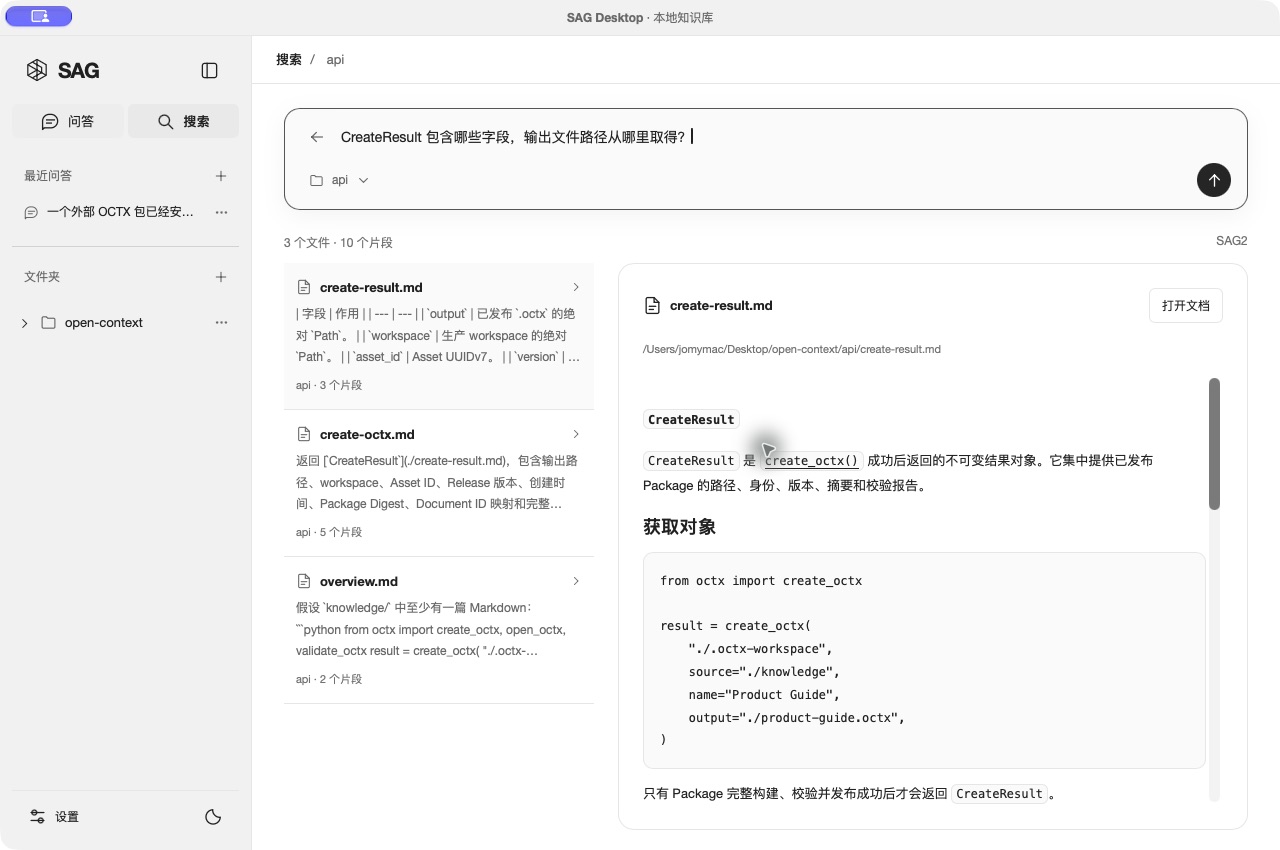 SAG Desktop · 本地知识库
SAG
问答
搜索
最近问答
一个外部 OCTX 包已经安...
文件夹
open-context
设置
搜索 / api
CreateResult 包含哪些字段，输出文件路径从哪里取得？
api
3 个文件 · 10 个片段
SAG2
create-result.md
| 字段 | 作用 | | --- | --- | | `output` | 已发布 `.octx` 的绝
对 `Path`。 | | `workspace` | 生产 workspace 的绝对
`Path`。 | | `asset_id` | Asset UUIDv7。 | | `version` | ...
api · 3 个片段
create-octx.md
返回 [`CreateResult`](./create-result.md)，包含输出路
径、workspace、Asset ID、Release 版本、创建时
间、Package Digest、Document ID 映射和完整...
api · 5 个片段
overview.md
假设 `knowledge/` 中至少有一篇 Markdown：
```python from octx import create_octx, open_octx,
validate_octx result = create_octx( "./.octx-...
api · 2 个片段
create-result.md
打开文档
/Users/jomymac/Desktop/open-context/api/create-result.md
CreateResult
CreateResult 是 create_octx() 成功后返回的不可变结果对象。它集中提供已发布
Package 的路径、身份、版本、摘要和校验报告。
获取对象
from octx import create_octx
result = create_octx(
    "./.octx-workspace",
    source="./knowledge",
    name="Product Guide",
    output="./product-guide.octx",
)
只有 Package 完整构建、校验并发布成功后才会返回 CreateResult。